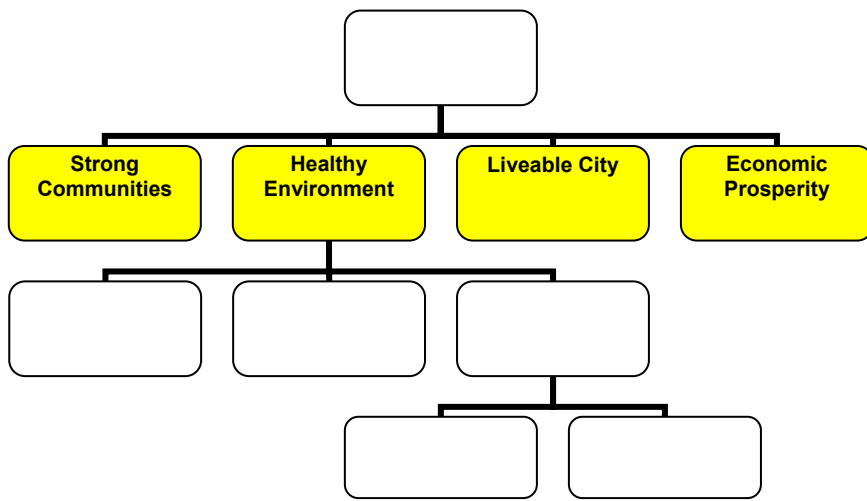 Strong
Communities
Healthy
Environment
Liveable City
Economic
Prosperity